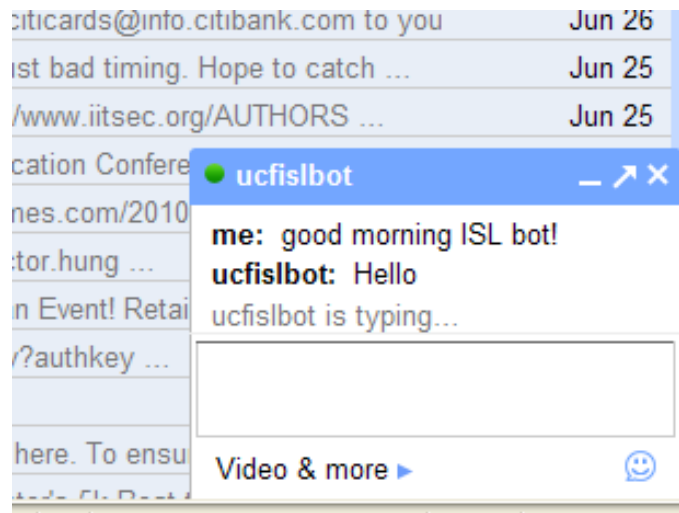 citicards@info.citibank.com to you Jun 26
ust bad timing. Hope to catch ... Jun 25
/www.iitsec.org/AUTHORS ... Jun 25
cation Confere
ucfislbot
mes.com/2010
me: good morning ISL bot!
ctor.hung ...
ucfislbot: Hello
n Event! Retai
ucfislbot is typing...
/?authkey ...
here. To ensu
Video & more